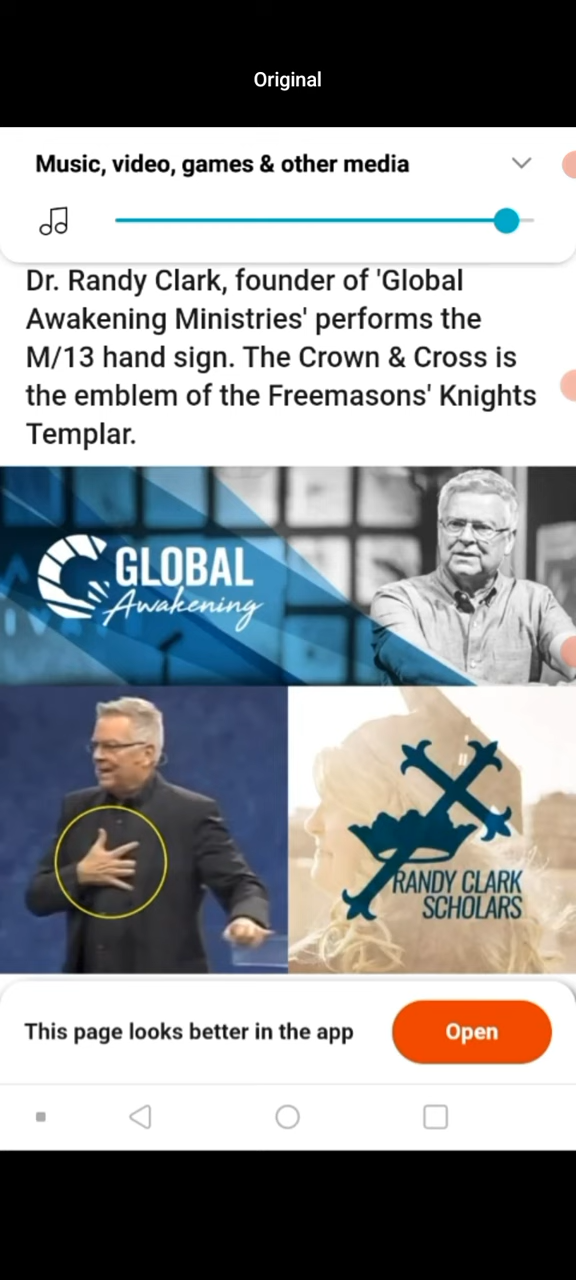 Original
Music, video, games & other media
Dr. Randy Clark, founder of 'Global
Awakening Ministries' performs the
M/13 hand sign. The Crown & Cross is
the emblem of the Freemasons' Knights
Templar.
GLOBAL
Awakening
RANDY CLARK
SCHOLARS
This page looks better in the app
Open